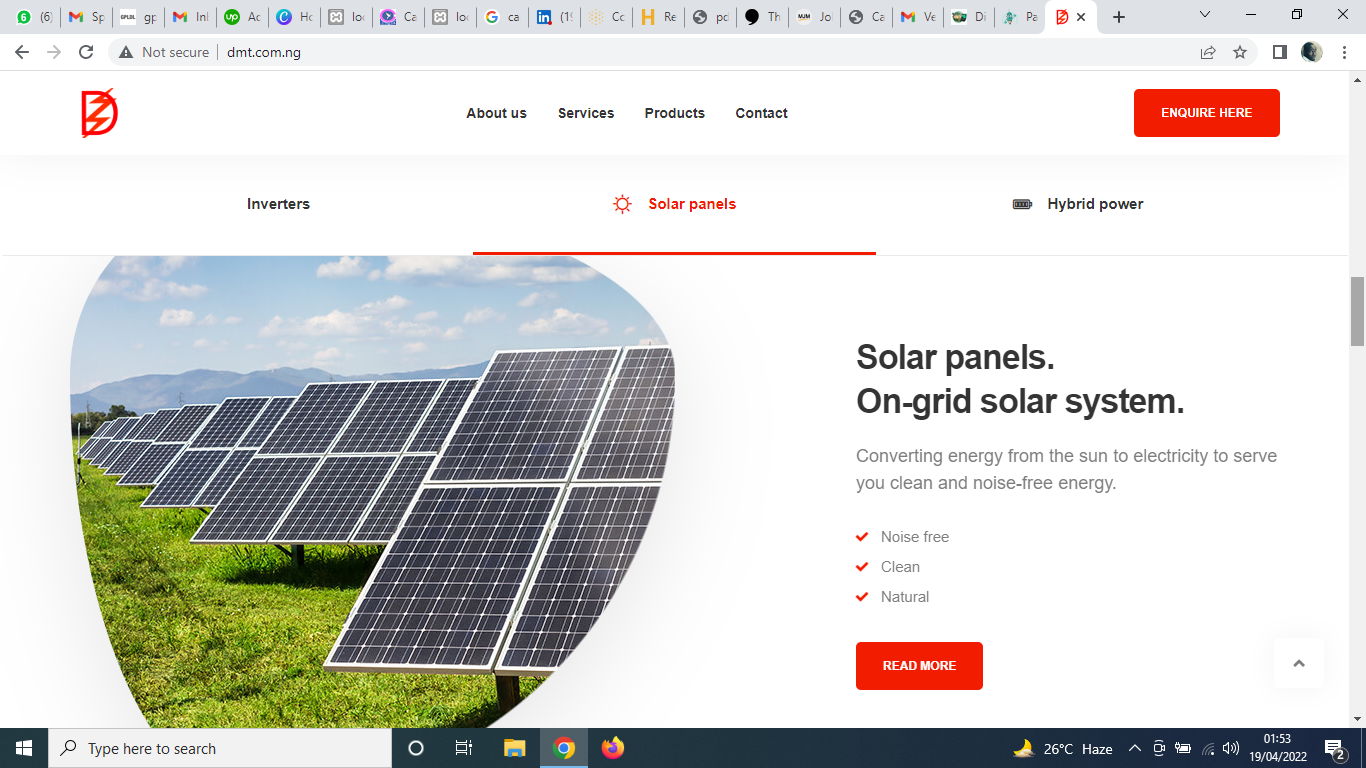 (6)
Sp
gp
Inl
Ac
Ho
loc
Ca
loc
ca
(15
Cc
Re
pc
Th
Jo
Ca
Ve
Di
Pa
Not secure
dmt.com.ng
About us
Services
Products
Contact
ENQUIRE HERE
Inverters
Solar panels
Hybrid power
Solar panels.
On-grid solar system.
Converting energy from the sun to electricity to serve
you clean and noise-free energy.
Noise free
Clean
Natural
READ MORE
Type here to search
26°C Haze
01:53
19/04/2022
2